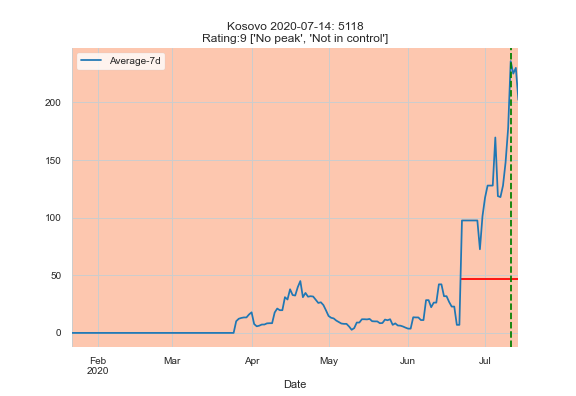 Kosovo 2020-07-14: 5118
Rating:9 ['No peak', 'Not in control']
Average-7d
200
150
100
50
0
Feb
2020
Mar
Apr
May
Jun
Jul
Date